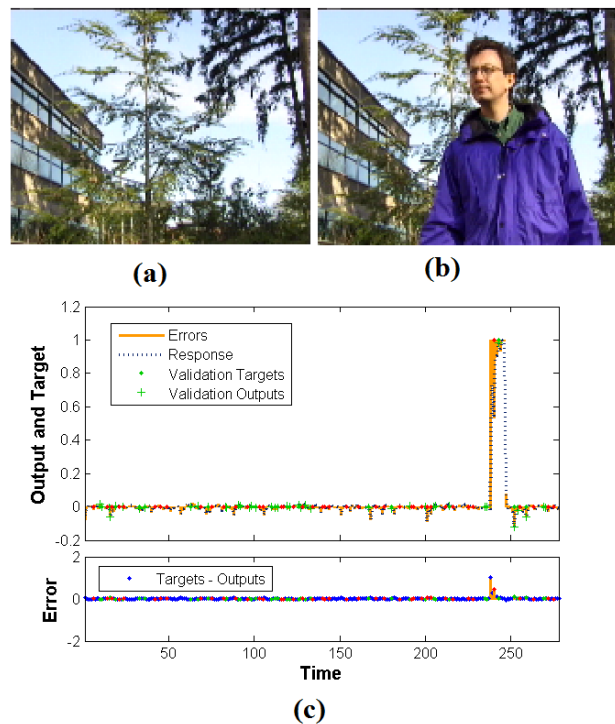 (a)
(b)
1.2
1
0.8
0.6
0.4
0.2
0
-0.2
Output and Target
Errors
Response
Validation Targets
Validation Outputs
2
0
-2
Error
Targets - Outputs
50
100
150
200
250
Time
(c)